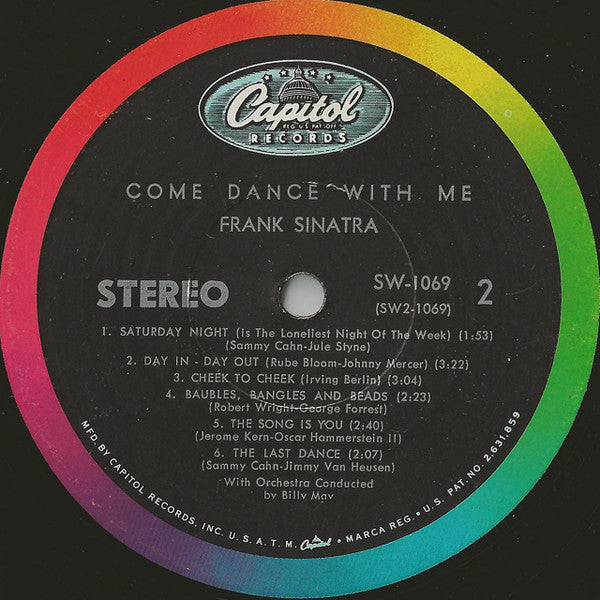 Capitol
REG. U.S. PAT. OFF.
RECORDS
COME DANCE WITH ME
FRANK SINATRA
STEREO
SW-1069
(SW2-1069)
2
1. SATURDAY NIGHT (Is The Loneliest Night Of The Week) (1:53)
(Sammy Cahn-Jule Styne)
2. DAY IN - DAY OUT (Rube Bloom-Johnny Mercer) (3:22)
3. CHEEK TO CHEEK (Irving Berlin) (3:04)
4. BAUBLES, BANGLES AND BEADS (2:23)
(Robert Wright-George Forrest)
5. THE SONG IS YOU (2:40)
(Jerome Kern-Oscar Hammerstein II)
6. THE LAST DANCE (2:07)
(Sammy Cahn-Jimmy Van Heusen)
With Orchestra Conducted
by Billy May
MFD. BY CAPITOL RECORDS, INC. U.S.A. T.M. Capitol • MARCA REG. • U.S. PAT. NO. 2,631,859